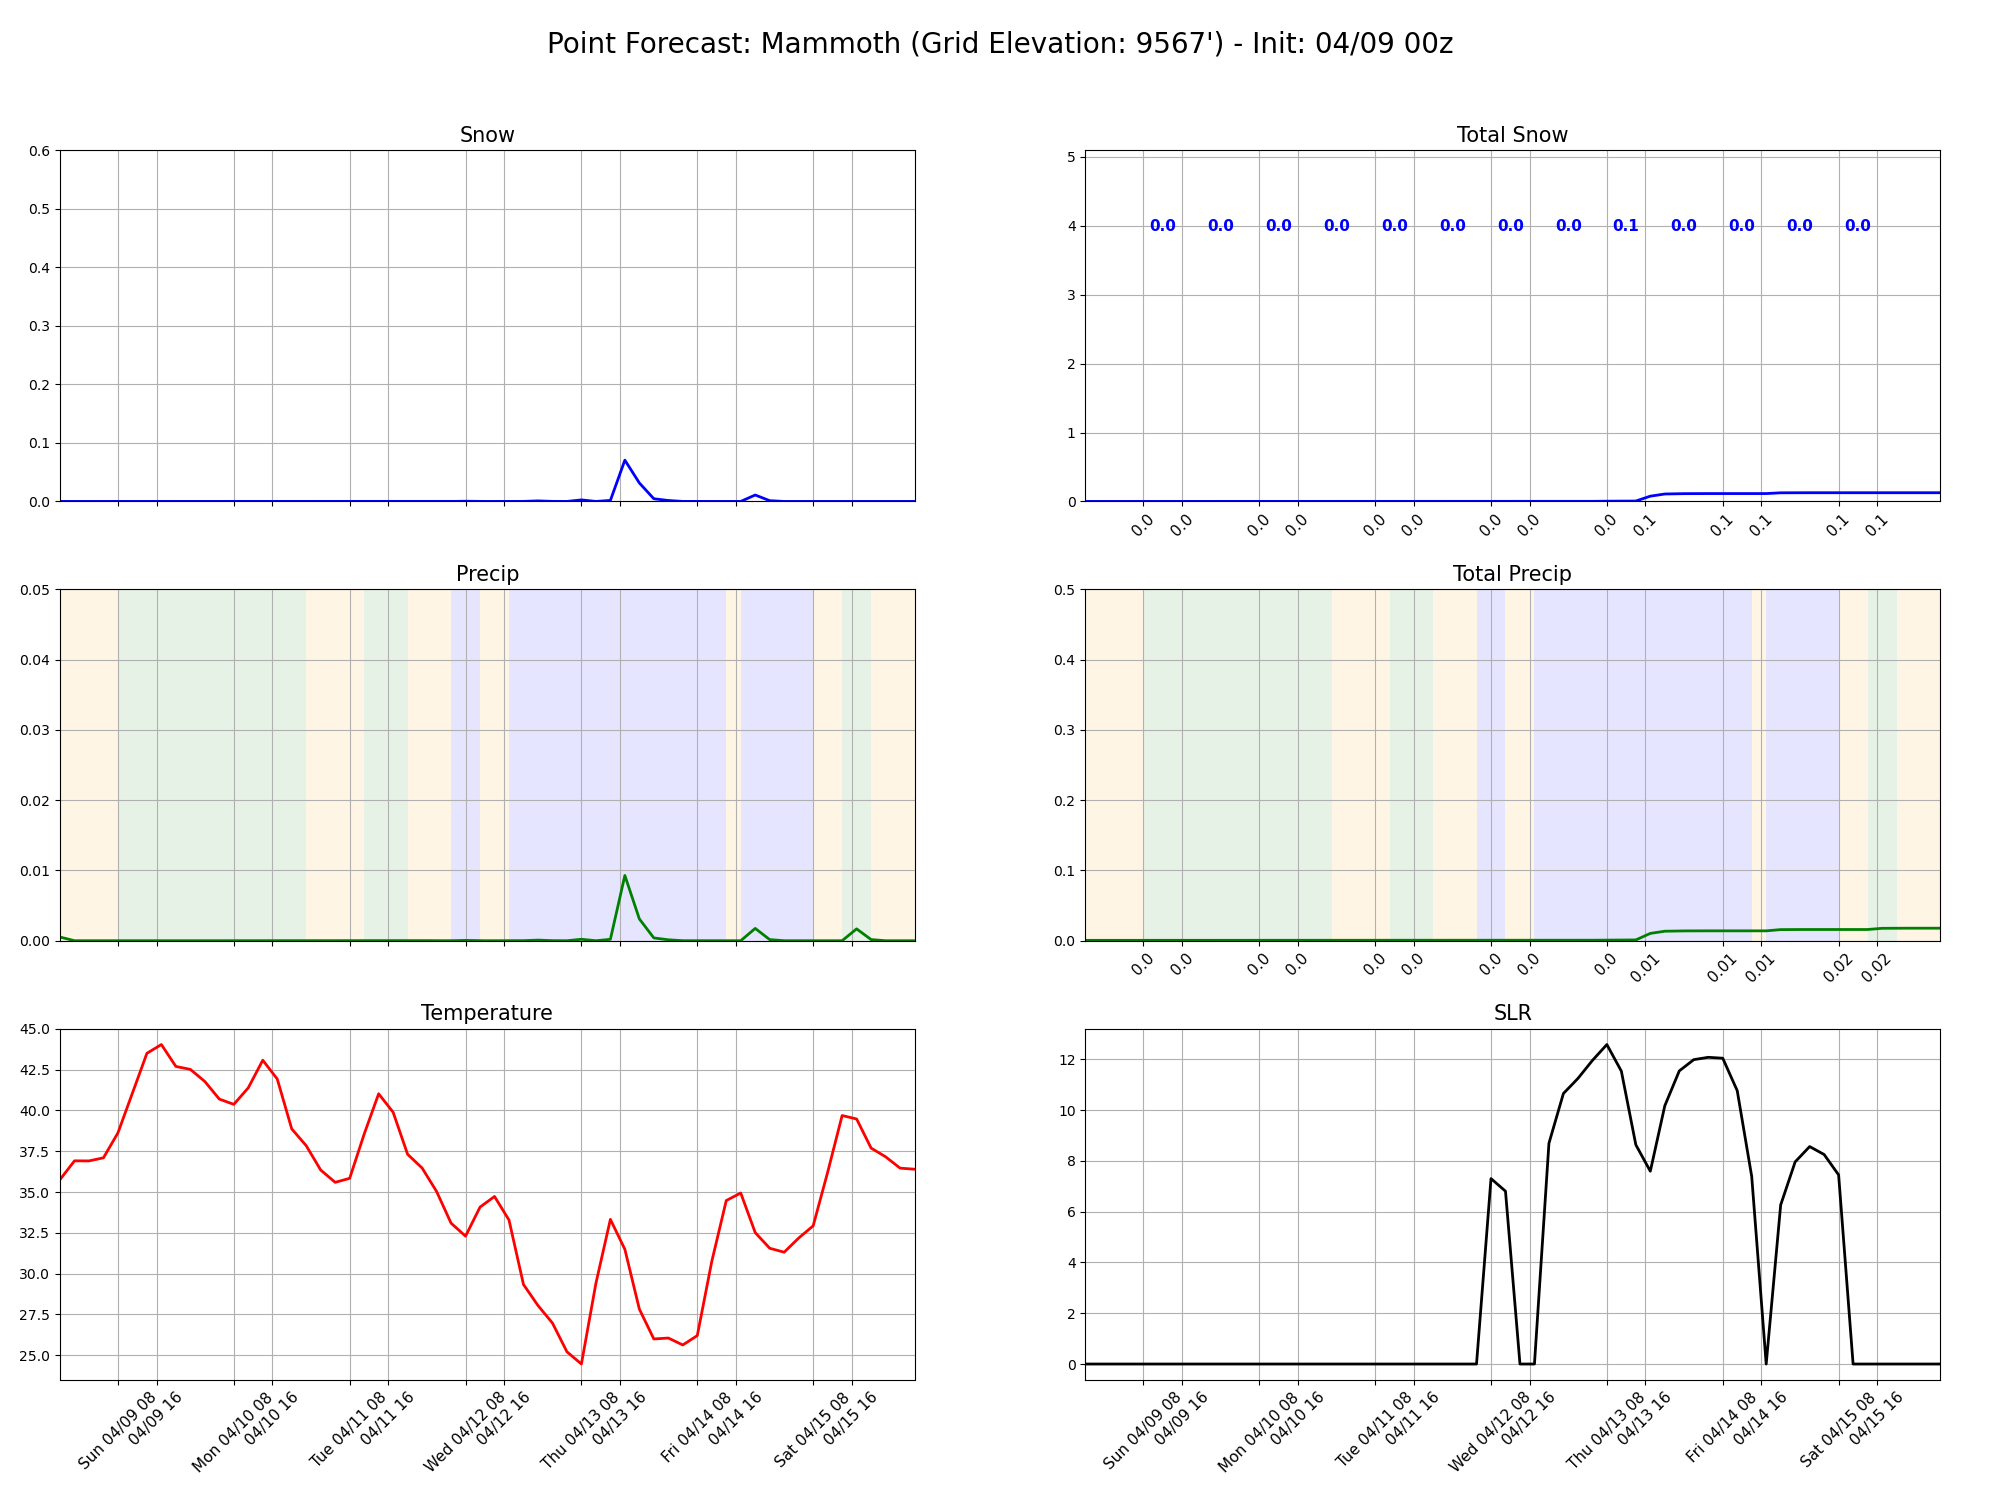 Point Forecast: Mammoth (Grid Elevation: 9567') - Init: 04/09 00z
Snow
0.6
0.5
0.4
0.3
0.2
0.1
0.0
Total Snow
5
4
3
2
1
0
0.0 0.0 0.0 0.0 0.0 0.0 0.0 0.0 0.1 0.0 0.0 0.0 0.0
0.0 0.0 0.0 0.0 0.0 0.0 0.0 0.0 0.0 0.1 0.1 0.1 0.1 0.1
Precip
0.05
0.04
0.03
0.02
0.01
0.00
Total Precip
0.5
0.4
0.3
0.2
0.1
0.0
0.0 0.0 0.0 0.0 0.0 0.0 0.0 0.0 0.0 0.01 0.01 0.01 0.02 0.02
Temperature
45.0
42.5
40.0
37.5
35.0
32.5
30.0
27.5
25.0
Sun 04/09 08
04/09 16
Mon 04/10 08
04/10 16
Tue 04/11 08
04/11 16
Wed 04/12 08
04/12 16
Thu 04/13 08
04/13 16
Fri 04/14 08
04/14 16
Sat 04/15 08
04/15 16
SLR
12
10
8
6
4
2
0
Sun 04/09 08
04/09 16
Mon 04/10 08
04/10 16
Tue 04/11 08
04/11 16
Wed 04/12 08
04/12 16
Thu 04/13 08
04/13 16
Fri 04/14 08
04/14 16
Sat 04/15 08
04/15 16